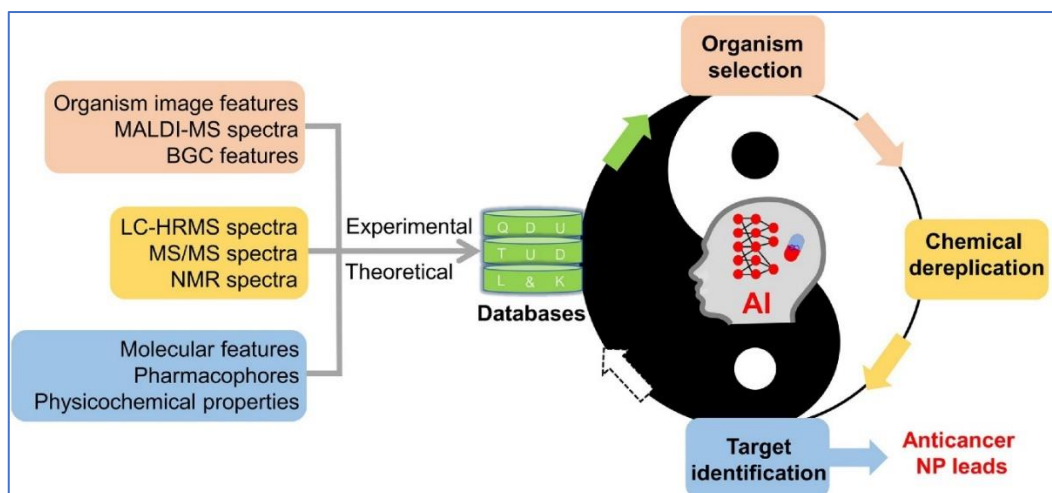 Organism image features
MALDI-MS spectra
BGC features
LC-HRMS spectra
MS/MS spectra
NMR spectra
Molecular features
Pharmacophores
Physicochemical properties
Experimental
Theoretical
Q D U
T U D
L & K
Databases
Organism
selection
Chemical
dereplication
AI
Target
identification
Anticancer
NP leads